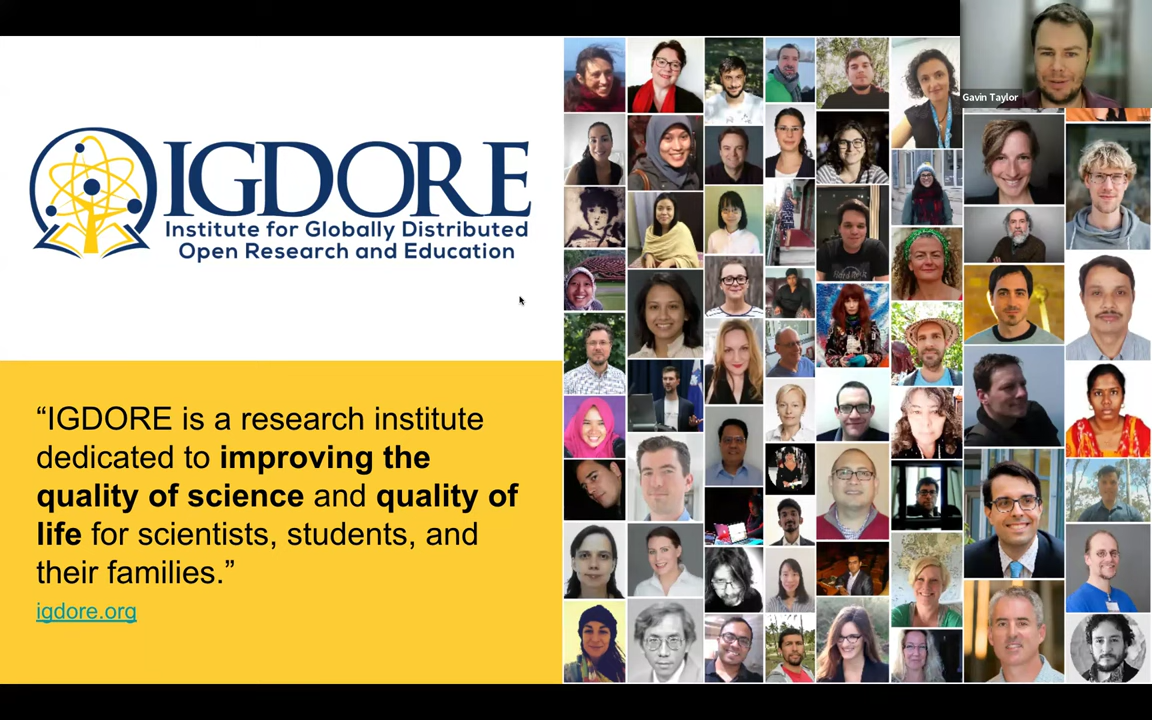 Gavin Taylor
IGDORE
Institute for Globally Distributed
Open Research and Education
“IGDORE is a research institute
dedicated to improving the
quality of science and quality of
life for scientists, students, and
their families.”
igdore.org